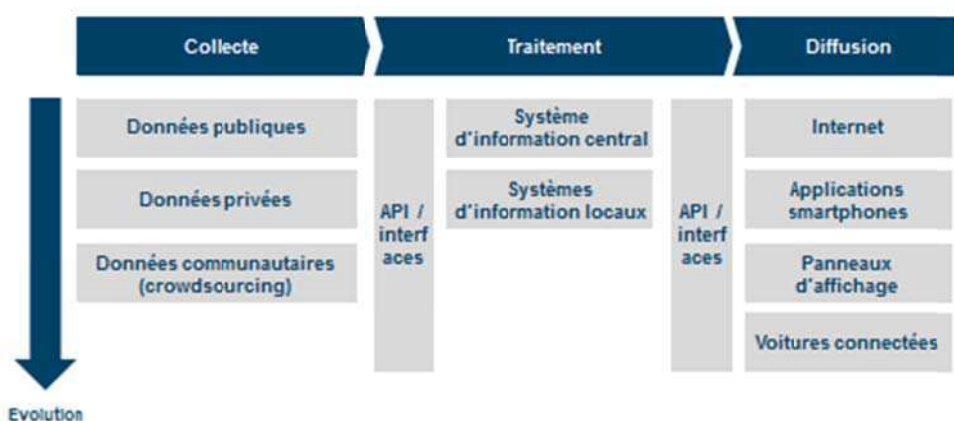 Collecte
Traitement
Diffusion
Données publiques
Données privées
Données communautaires
(crowdsourcing)
API /
interf
aces
Système
d'information central
Systèmes
d'information locaux
API /
interf
aces
Internet
Applications
smartphones
Panneaux
d'affichage
Voitures connectées
Evolution